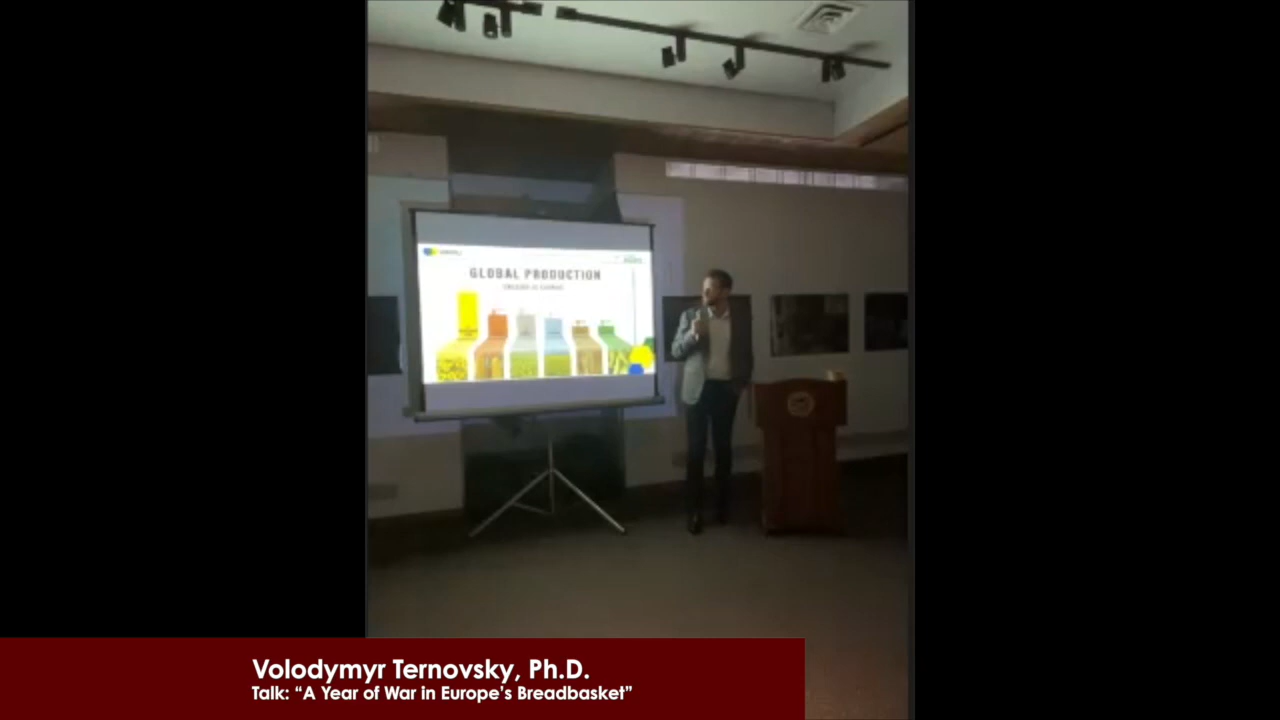 GLOBAL PRODUCTION
Volodymyr Ternovsky, Ph.D.
Talk: “A Year of War in Europe’s Breadbasket”